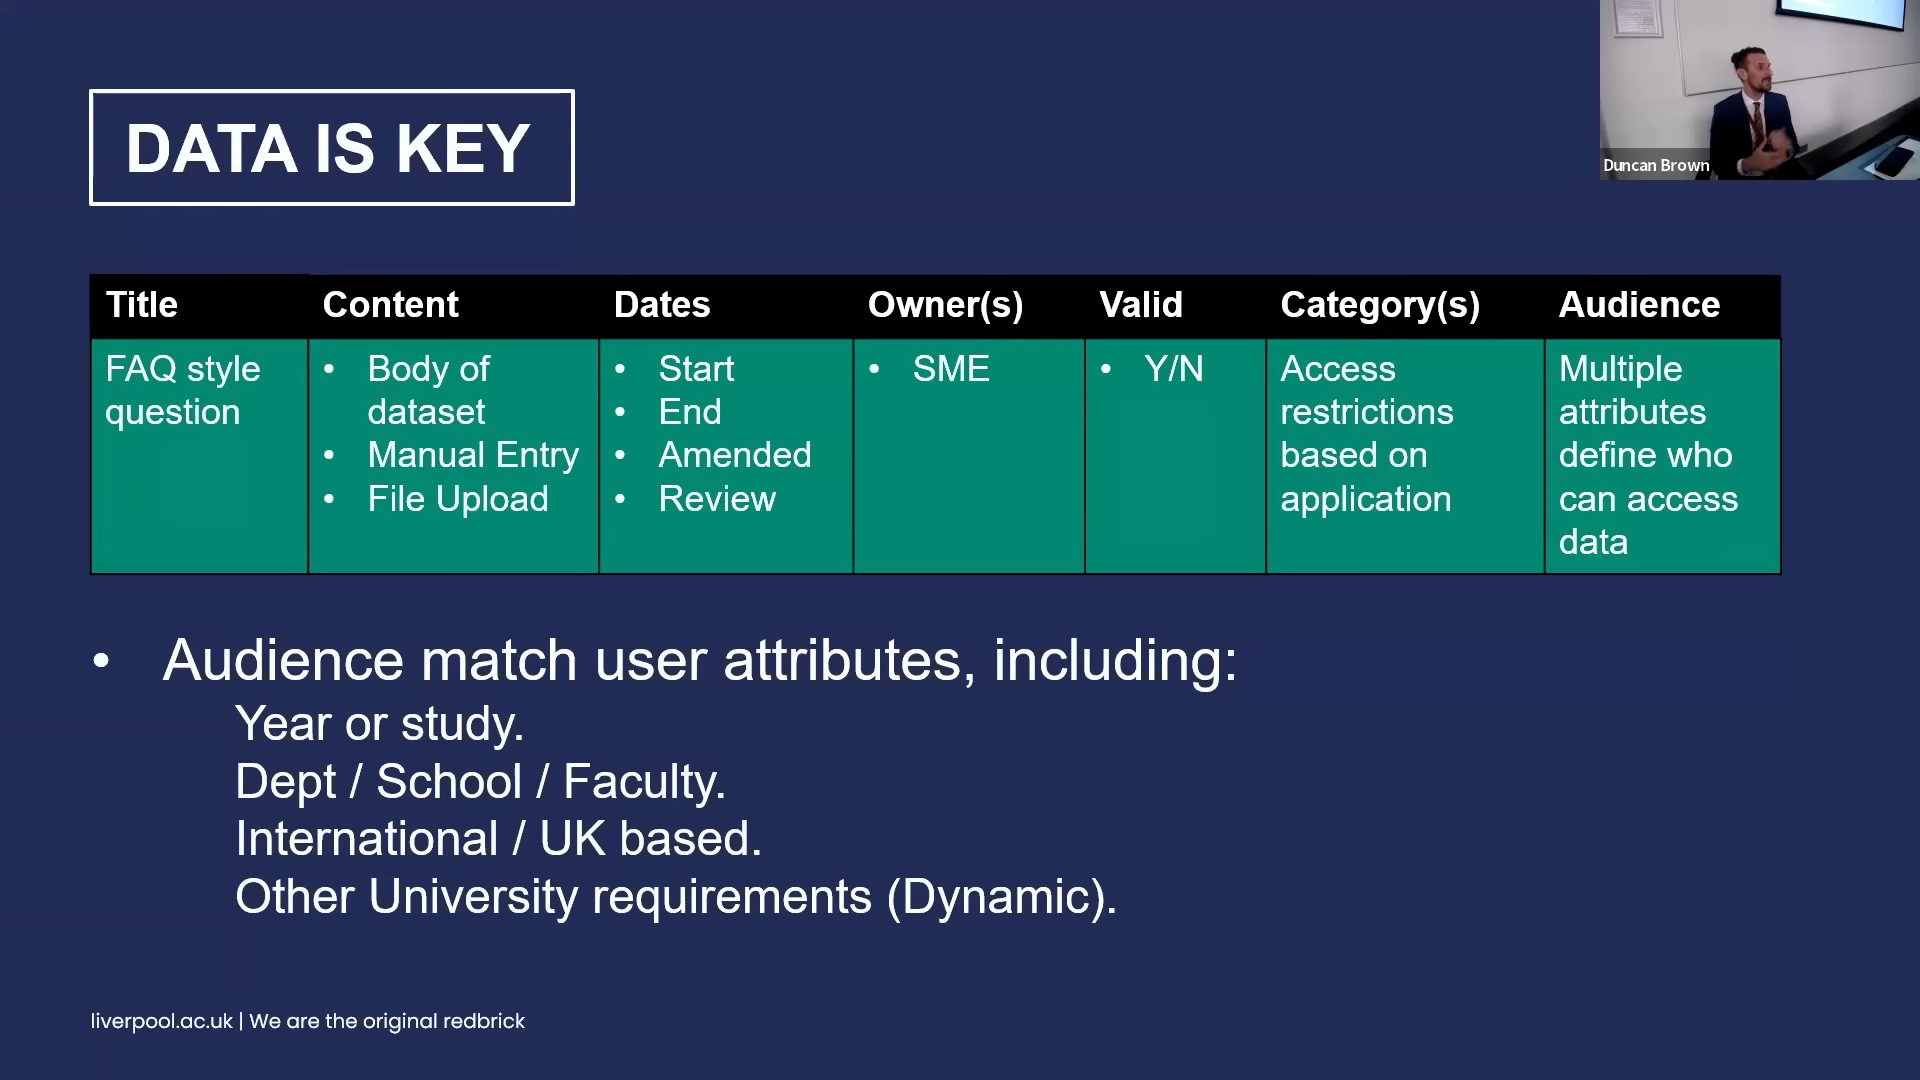 DATA IS KEY
Duncan Brown
Title
Content
Dates
Owner(s)
Valid
Category(s)
Audience
FAQ style
question
• Body of
dataset
• Manual Entry
• File Upload
• Start
• End
• Amended
• Review
• SME
• Y/N
Access
restrictions
based on
application
Multiple
attributes
define who
can access
data
• Audience match user attributes, including:
Year or study.
Dept / School / Faculty.
International / UK based.
Other University requirements (Dynamic).
liverpool.ac.uk | We are the original redbrick